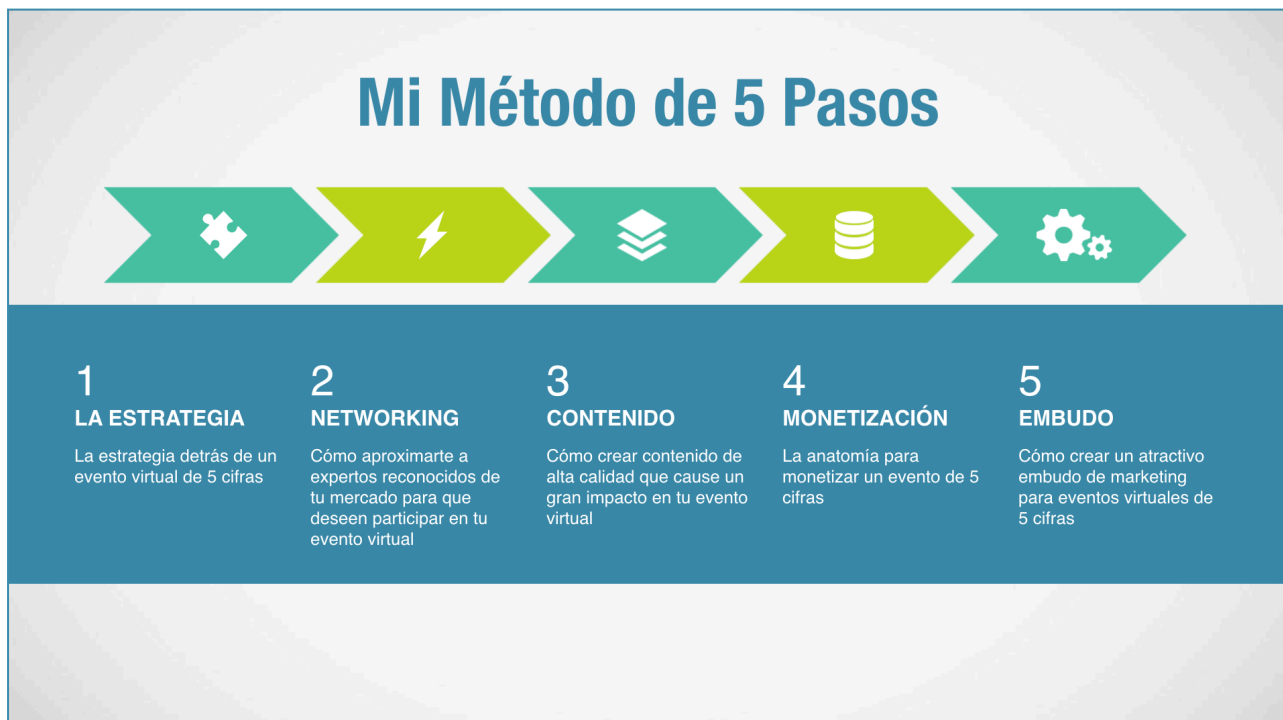 Mi Método de 5 Pasos
1
LA ESTRATEGIA
La estrategia detrás de un
evento virtual de 5 cifras
2
NETWORKING
Cómo aproximarte a
expertos reconocidos de
tu mercado para que
deseen participar en tu
evento virtual
3
CONTENIDO
Cómo crear contenido de
alta calidad que cause un
gran impacto en tu evento
virtual
4
MONETIZACIÓN
La anatomía para
monetizar un evento de 5
cifras
5
EMBUDO
Cómo crear un atractivo
embudo de marketing
para eventos virtuales de
5 cifras